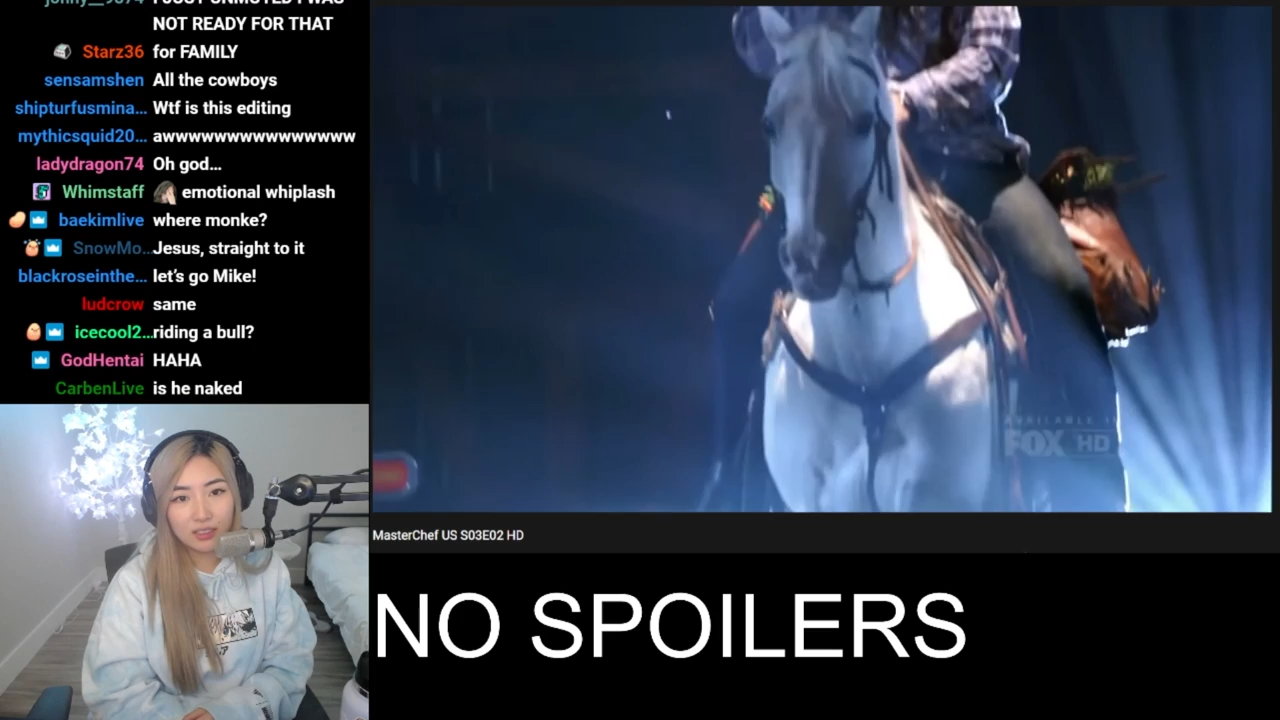 NOT READY FOR THAT
Starz36 for FAMILY
sensamshen All the cowboys
shipturfusmina… Wtf is this editing
mythicsquid20… awwwwwwwwwwwwwwww
ladydragon74 Oh god…
Whimstaff emotional whiplash
baekimlive where monke?
SnowMo… Jesus, straight to it
blackroseinthe… let's go Mike!
ludcrow same
icecool2… riding a bull?
GodHentai HAHA
CarbenLive is he naked
AVAILABLE
FOX HD
MasterChef US S03E02 HD
NO SPOILERS